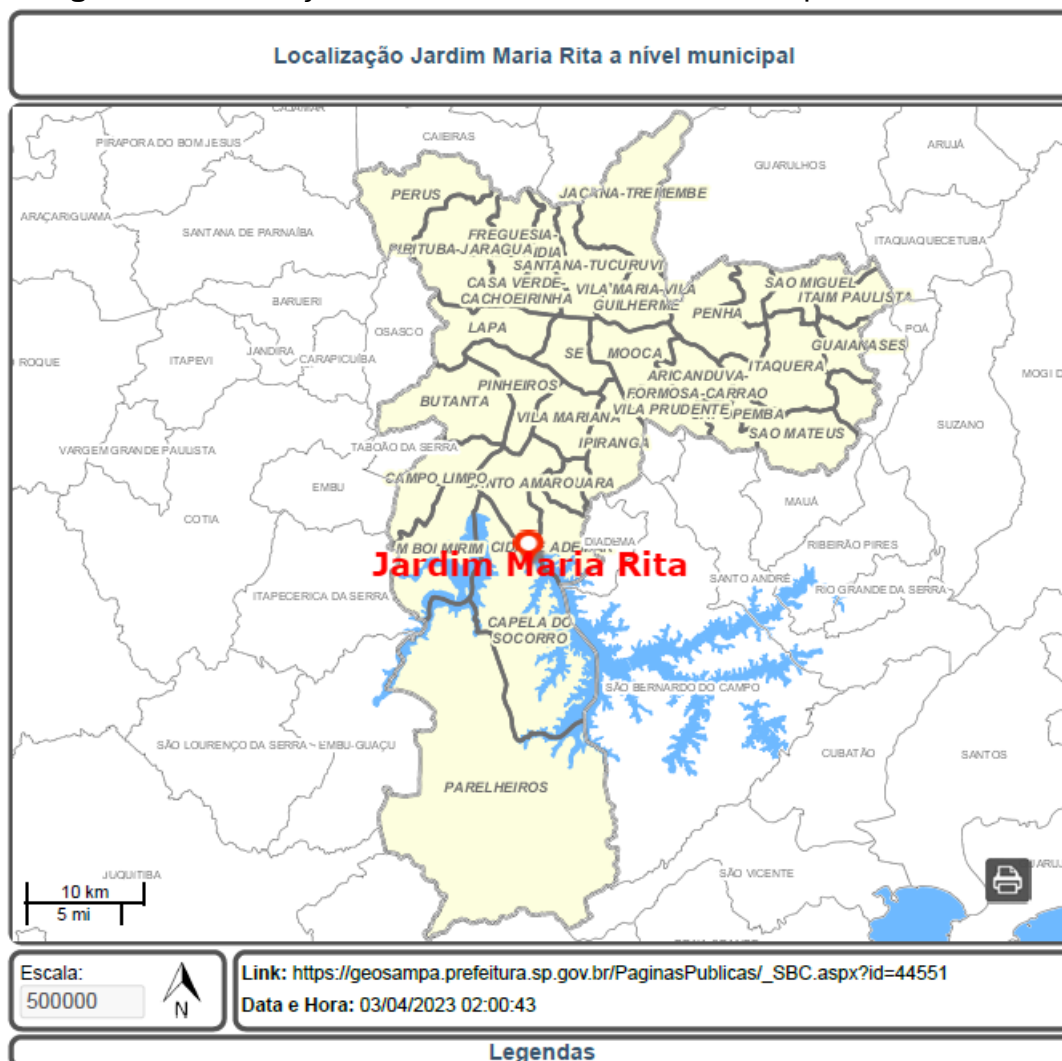 Localização Jardim Maria Rita a nível municipal
CAIEIRAS
PIRAPORA DO BOM JESUS
ARUJÁ
GUARULHOS
PERUS
JACANA-TREMEMBE
ARAÇARIGUAMA
SANTANA DE PARNAÍBA
FREGUESIA-
ITAQUAQUECETUBA
PIRITUBA-JARAGUA
SANTANA-TUCURUVI
CASA VERDE-
CACHOEIRINHA
VILA MARIA-VILA
GUILHERME
SAO MIGUEL
ITAIM PAULISTA
BARUERI
PENHA
OSASCO
LAPA
POÁ
ROQUE
ITAPEVI
JANDIRA
CARAPICUÍBA
SE
MOOCA
GUAIANASES
ITAQUERA
MOGI D
ARICANDUVA-
FORMOSA-CARRAO
PINHEIROS
BUTANTA
VILA MARIANA
VILA PRUDENTE
SAO MATEUS
SUZANO
IPIRANGA
TABOÃO DA SERRA
VARGEM GRANDE PAULISTA
CAMPO LIMPO
EMBU
MAUÁ
COTIA
M BOI MIRIM
DIADEMA
RIBEIRÃO PIRES
Jardim Maria Rita
SANTO ANDRÉ
RIO GRANDE DA SERRA
ITAPECERICA DA SERRA
CAPELA DO
SOCORRO
SÃO BERNARDO DO CAMPO
SÃO LOURENÇO DA SERRA
EMBU-GUAÇU
CUBATÃO
SANTOS
PARELHEIROS
JUQUITIBA
SÃO VICENTE
10 km
5 mi
Escala:
500000
N
Link: https://geosampa.prefeitura.sp.gov.br/PaginasPublicas/_SBC.aspx?id=44551
Data e Hora: 03/04/2023 02:00:43
Legendas